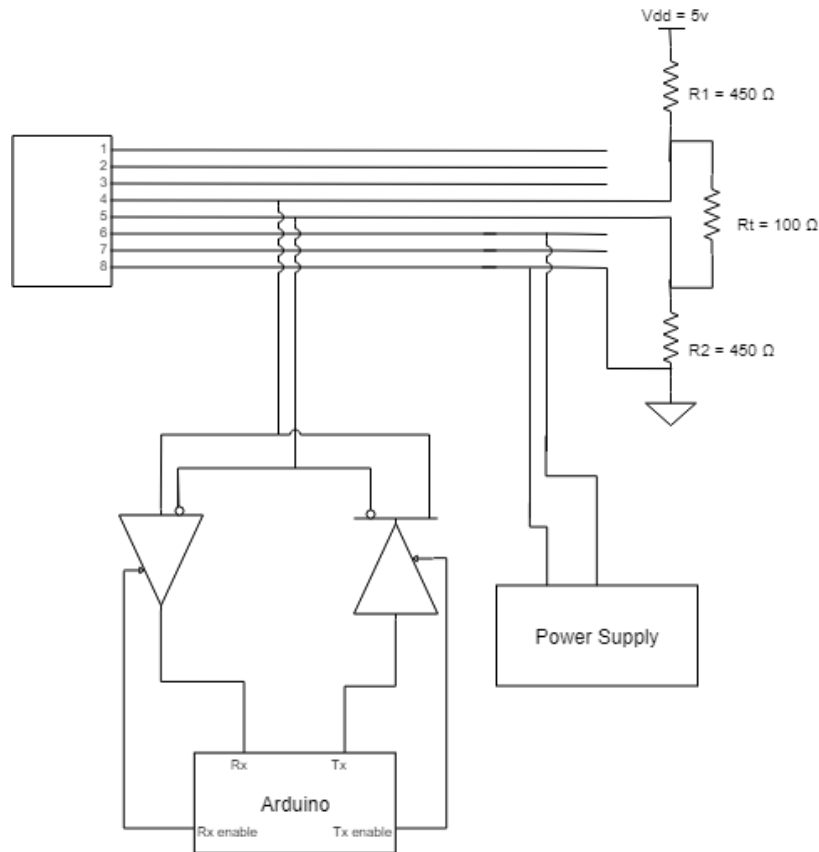 Vdd = 5v
R1 = 450 Ω
1
2
3
4
5
6
7
8
Rt = 100 Ω
R2 = 450 Ω
Power Supply
Rx
Tx
Arduino
Rx enable
Tx enable